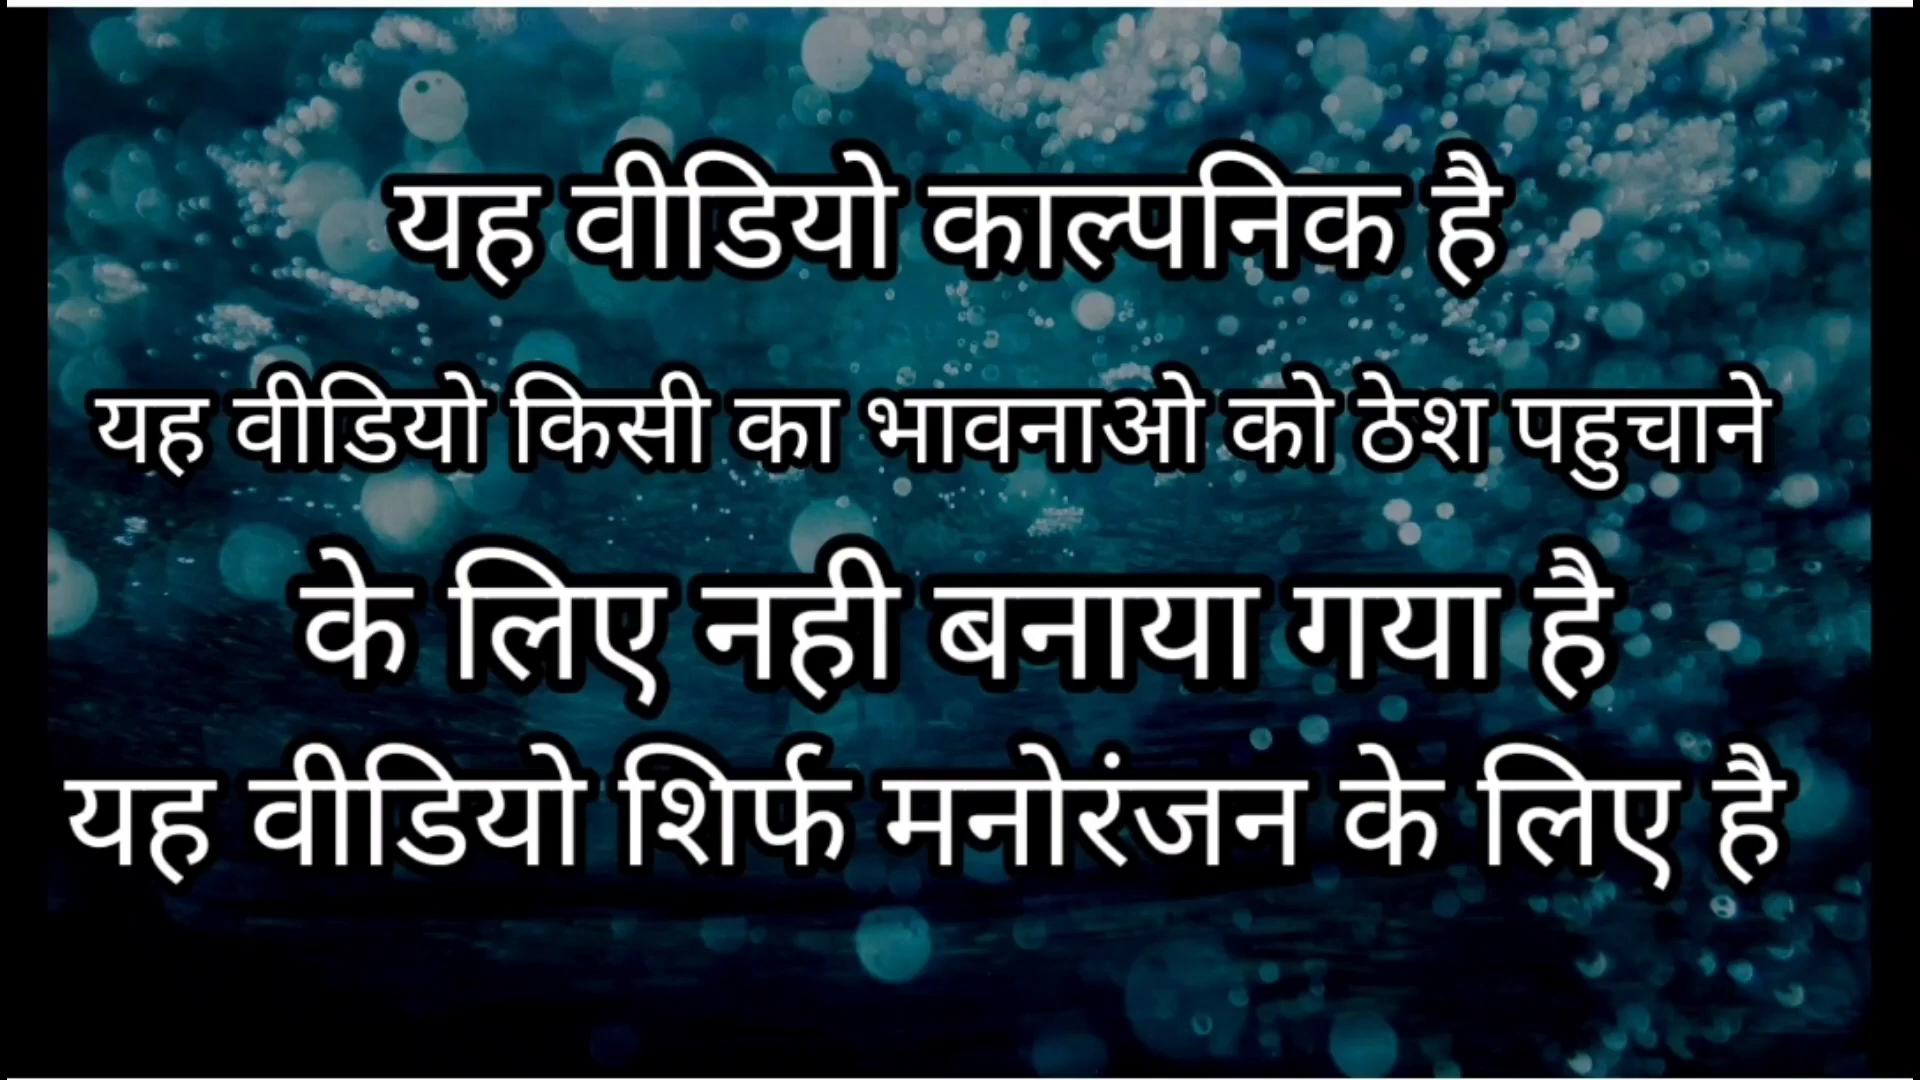 यह वीडियो काल्पनिक है
यह वीडियो किसी का भावनाओ को ठेश पहुचाने
के लिए नही बनाया गया है
यह वीडियो शिर्फ मनोरंजन के लिए है